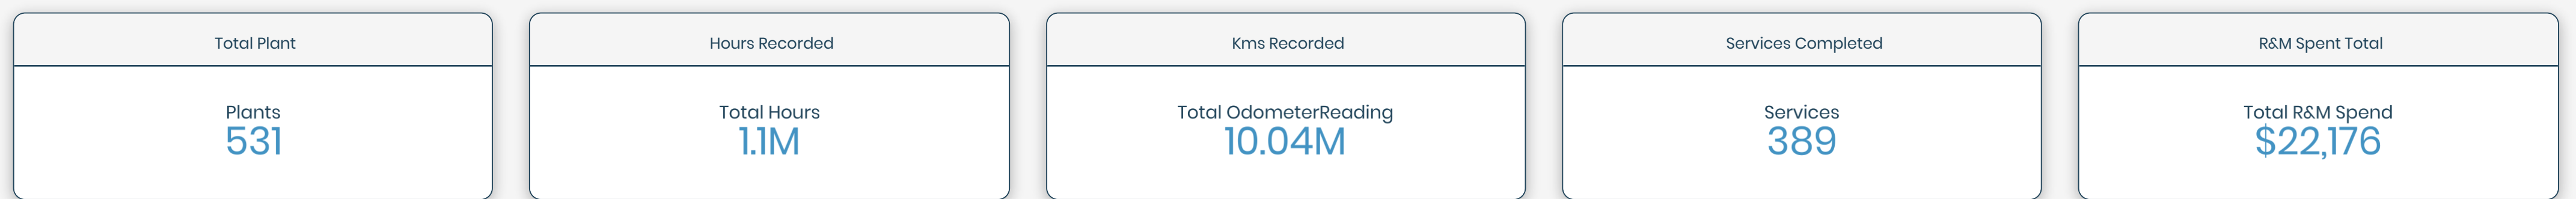 Total Plant
Hours Recorded
Kms Recorded
Services Completed
R&M Spent Total
Plants
531
Total Hours
1.1M
Total OdometerReading
10.04M
Services
389
Total R&M Spend
$22,176